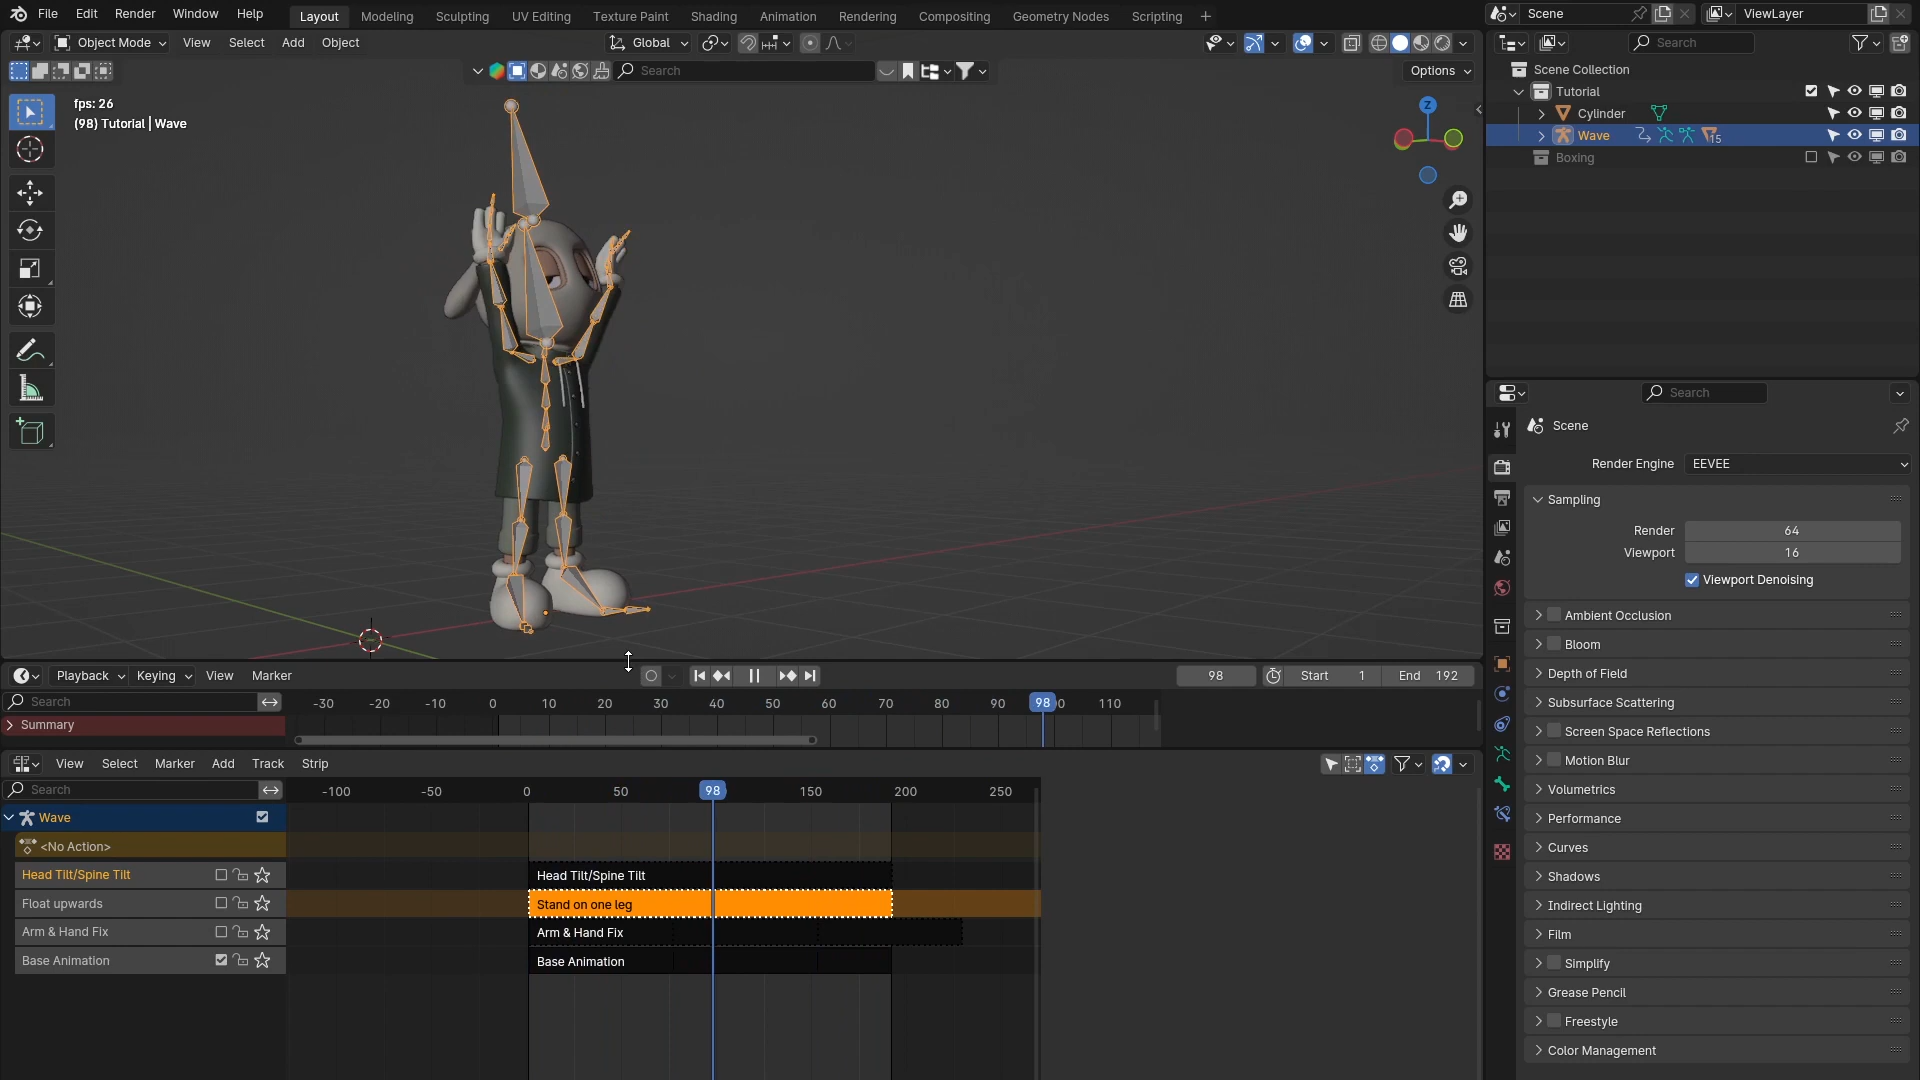 File Edit Render Window Help Layout Modeling Sculpting UV Editing Texture Paint Shading Animation Rendering Compositing Geometry Nodes Scripting + Scene ViewLayer
Object Mode View Select Add Object Global Search
Search Options
Scene Collection
Tutorial
Cylinder
Wave 15
Boxing
fps: 26
(98) Tutorial | Wave
Z
Search
Scene
Render Engine EEVEE
Sampling
Render 64
Viewport 16
Viewport Denoising
Ambient Occlusion
Bloom
Depth of Field
Subsurface Scattering
Screen Space Reflections
Motion Blur
Volumetrics
Performance
Curves
Shadows
Indirect Lighting
Film
Simplify
Grease Pencil
Freestyle
Color Management
Playback Keying View Marker 98 Start 1 End 192
Search -30 -20 -10 0 10 20 30 40 50 60 70 80 90 98 110
Summary
View Select Marker Add Track Strip
Search -100 -50 0 50 98 150 200 250
Wave
<No Action>
Head Tilt/Spine Tilt Head Tilt/Spine Tilt
Float upwards Stand on one leg
Arm & Hand Fix Arm & Hand Fix
Base Animation Base Animation